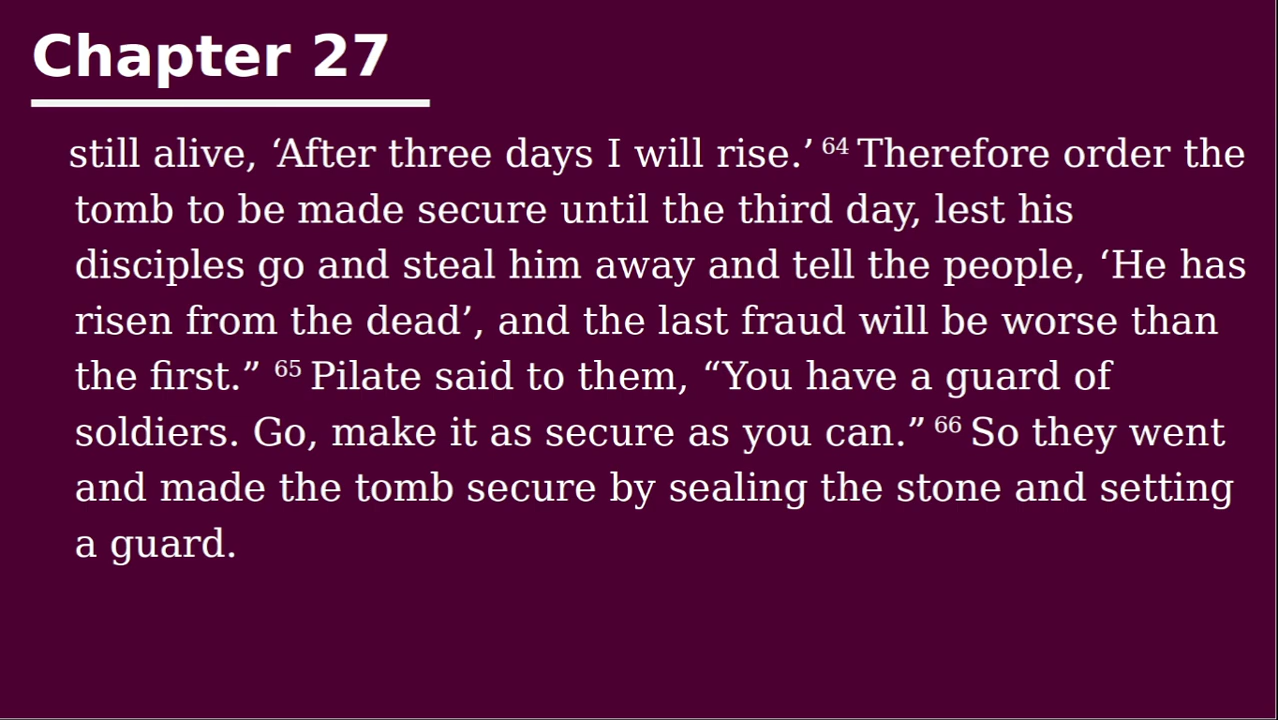 Chapter 27
still alive, ‘After three days I will rise.’ 64 Therefore order the
tomb to be made secure until the third day, lest his
disciples go and steal him away and tell the people, ‘He has
risen from the dead’, and the last fraud will be worse than
the first.” 65 Pilate said to them, “You have a guard of
soldiers. Go, make it as secure as you can.” 66 So they went
and made the tomb secure by sealing the stone and setting
a guard.